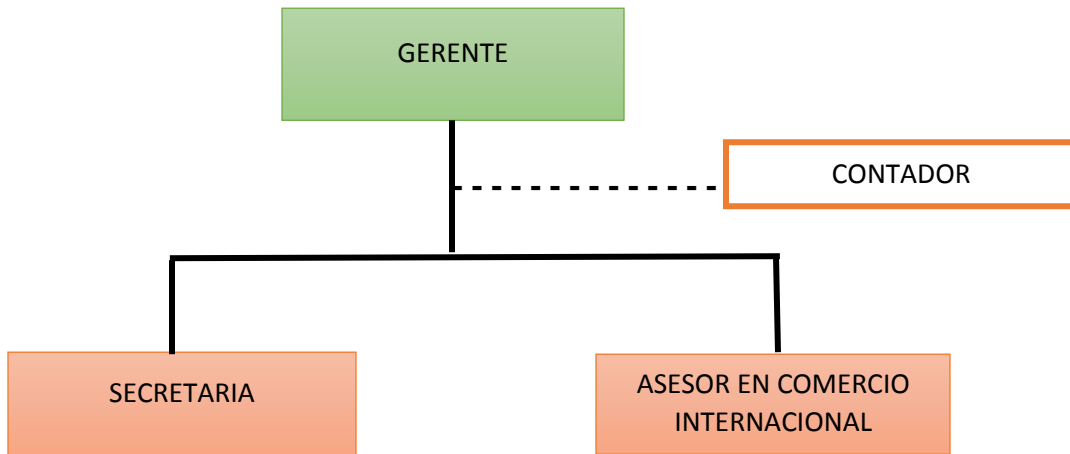 GERENTE
CONTADOR
SECRETARIA
ASESOR EN COMERCIO
INTERNACIONAL